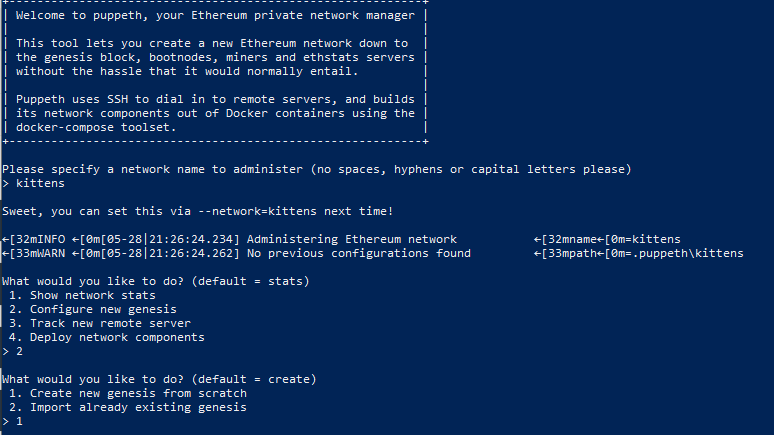 +-----------------------------------------------------------+
| Welcome to puppeth, your Ethereum private network manager |
|                                                           |
| This tool lets you create a new Ethereum network down to  |
| the genesis block, bootnodes, miners and ethstats servers |
| without the hassle that it would normally entail.         |
|                                                           |
| Puppeth uses SSH to dial in to remote servers, and builds |
| its network components out of Docker containers using the |
| docker-compose toolset.                                   |
+-----------------------------------------------------------+
Please specify a network name to administer (no spaces, hyphens or capital letters please)
> kittens
Sweet, you can set this via --network=kittens next time!
←[32mINFO ←[0m[05-28|21:26:24.234] Administering Ethereum network           ←[32mname←[0m=kittens
←[33mWARN ←[0m[05-28|21:26:24.262] No previous configurations found         ←[33mpath←[0m=.puppeth\kittens
What would you like to do? (default = stats)
 1. Show network stats
 2. Configure new genesis
 3. Track new remote server
 4. Deploy network components
> 2
What would you like to do? (default = create)
 1. Create new genesis from scratch
 2. Import already existing genesis
> 1